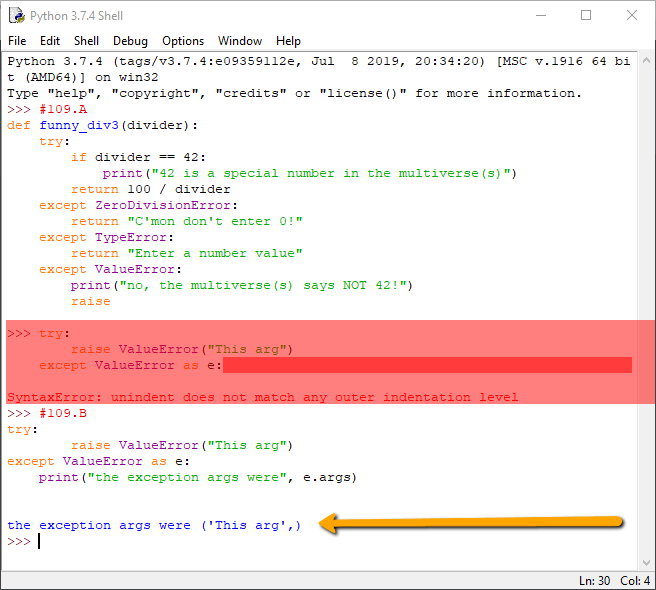 Python 3.7.4 Shell
File Edit Shell Debug Options Window Help
Python 3.7.4 (tags/v3.7.4:e09359112e, Jul  8 2019, 20:34:20) [MSC v.1916 64 bi
t (AMD64)] on win32
Type "help", "copyright", "credits" or "license()" for more information.
>>> #109.A
def funny_div3(divider):
    try:
        if divider == 42:
            print("42 is a special number in the multiverse(s)")
        return 100 / divider
    except ZeroDivisionError:
        return "C'mon don't enter 0!"
    except TypeError:
        return "Enter a number value"
    except ValueError:
        print("no, the multiverse(s) says NOT 42!")
        raise
>>> try:
        raise ValueError("This arg")
    except ValueError as e:
SyntaxError: unindent does not match any outer indentation level
>>> #109.B
try:
        raise ValueError("This arg")
except ValueError as e:
    print("the exception args were", e.args)
the exception args were ('This arg',)
>>>
Ln: 30 Col: 4